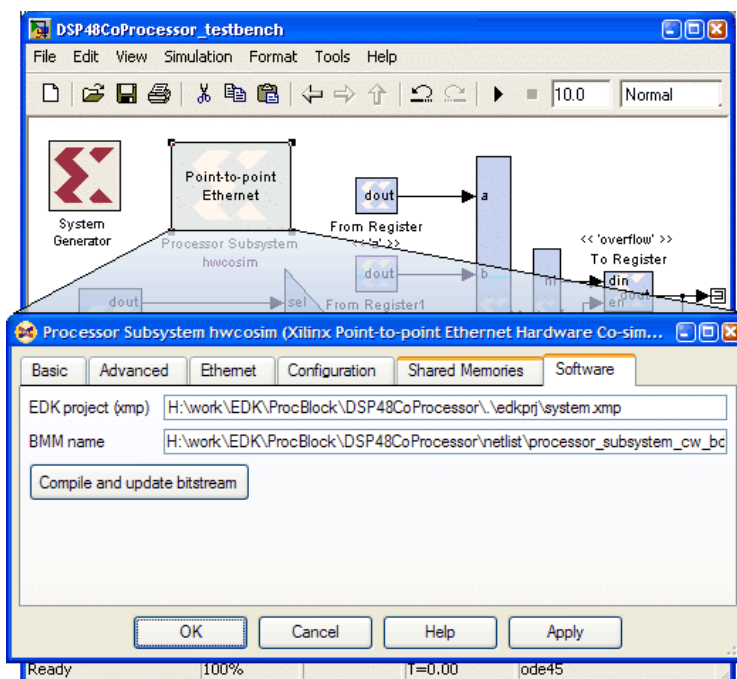 DSP48CoProcessor_testbench
File Edit View Simulation Format Tools Help
10.0 Normal
Point-to-point
Ethernet
System
Generator
Processor Subsystem
hwcosim
dout
From Register
a
dout
b
dout
sel
From Register1
<< 'overflow' >>
To Register
din
en
dout
Processor Subsystem hwcosim (Xilinx Point-to-point Ethernet Hardware Co-sim...
Basic Advanced Ethernet Configuration Shared Memories Software
EDK project (xmp) H:\work\EDK\ProcBlock\DSP48CoProcessor\.\edkprj\system.xmp
BMM name H:\work\EDK\ProcBlock\DSP48CoProcessor\netlist\processor_subsystem_cw_bd
Compile and update bitstream
OK Cancel Help Apply
Ready 100% T=0.00 ode45